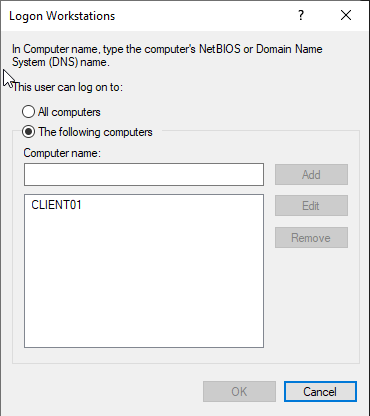 Logon Workstations
?
In Computer name, type the computer's NetBIOS or Domain Name
System (DNS) name.
This user can log on to:
All computers
The following computers
Computer name:
Add
CLIENT01
Edit
Remove
OK
Cancel